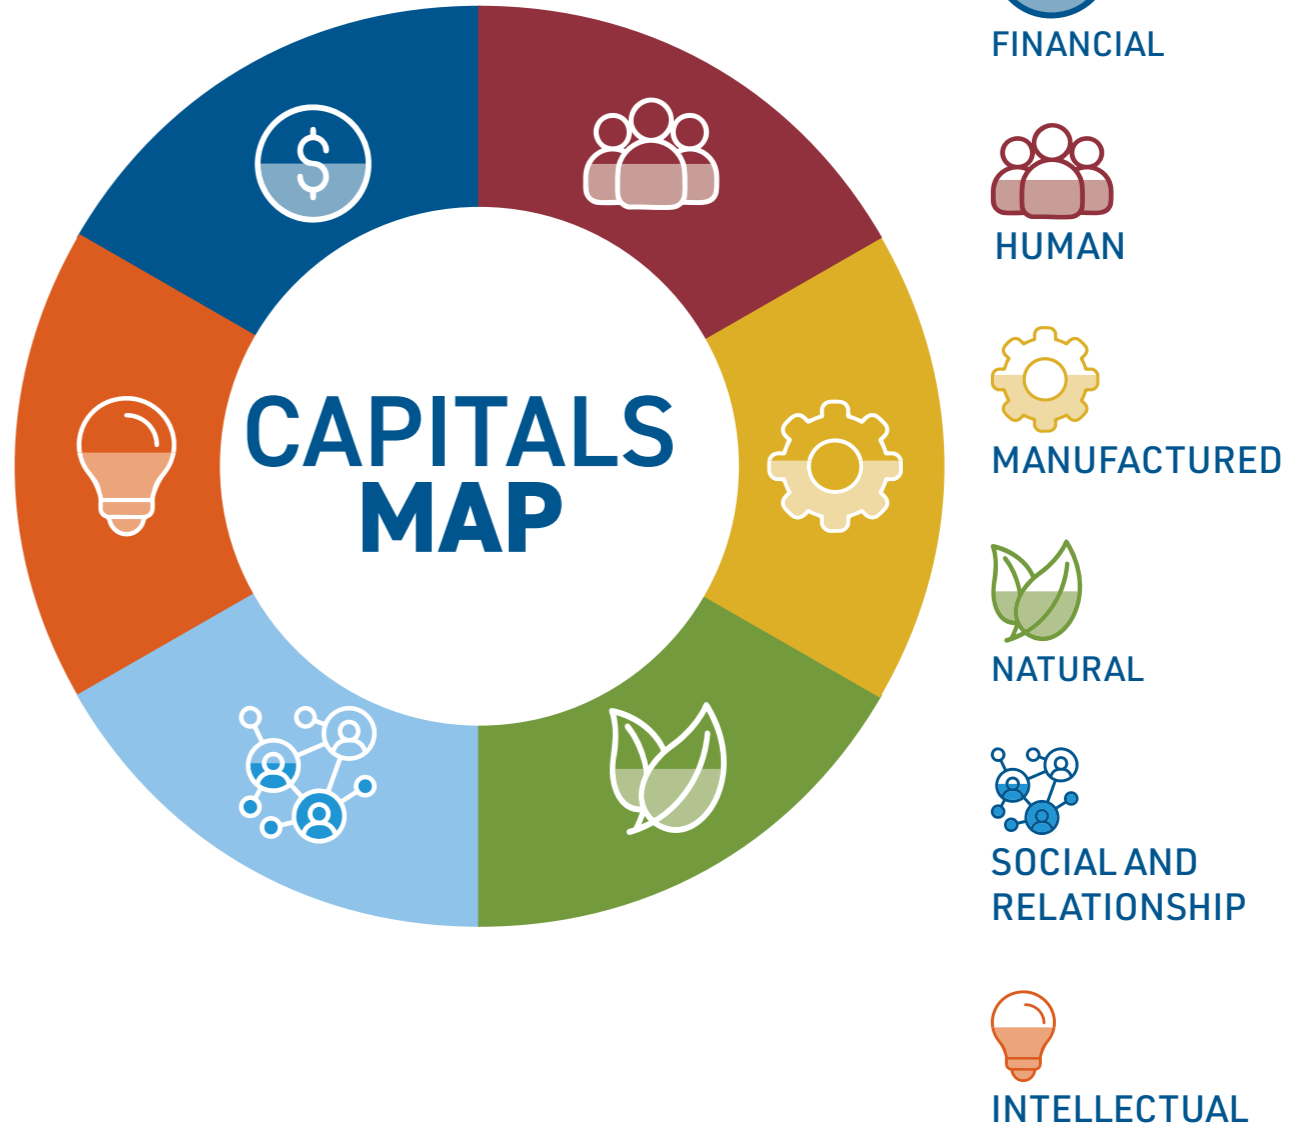 CAPITALS
MAP
$
FINANCIAL
HUMAN
MANUFACTURED
NATURAL
SOCIAL AND
RELATIONSHIP
INTELLECTUAL